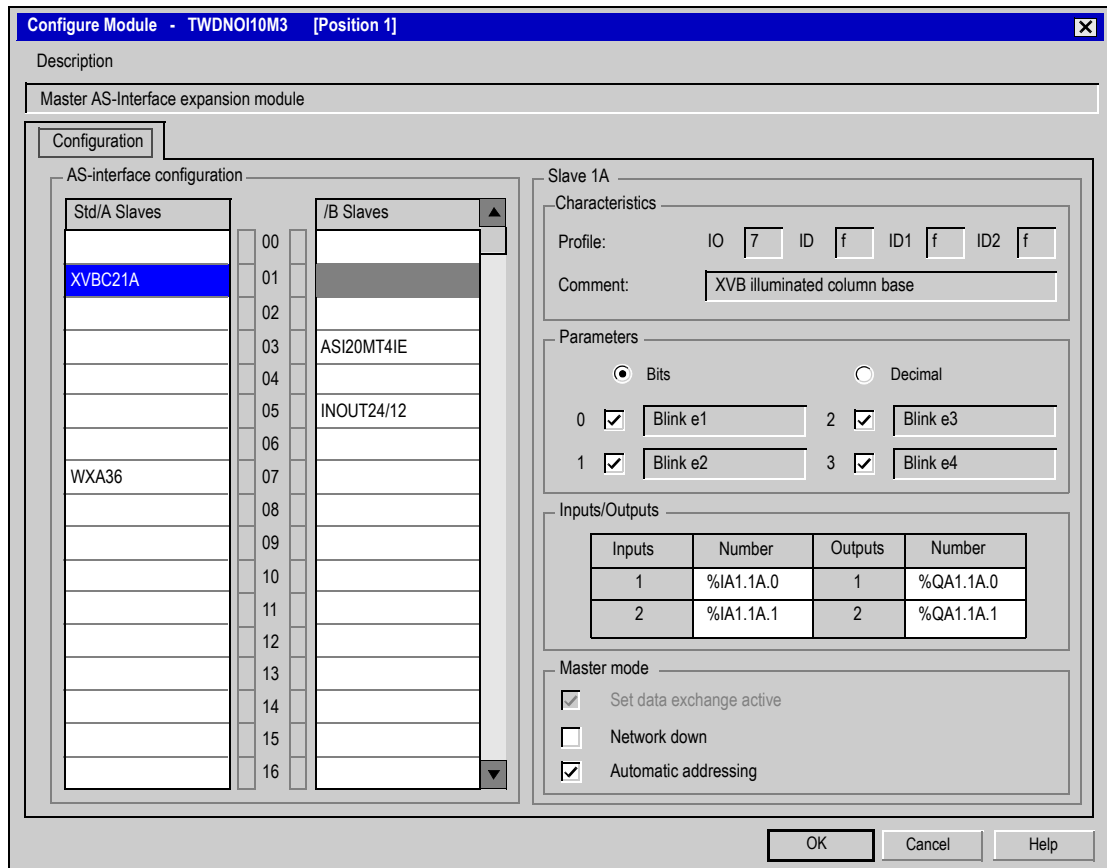 Configure Module - TWDNOI10M3 [Position 1]
Description
Master AS-Interface expansion module
Configuration
AS-interface configuration
Std/A Slaves /B Slaves
00
XVBC21A 01
02
03 ASI20MT4IE
04
05 INOUT24/12
06
WXA36 07
08
09
10
11
12
13
14
15
16
Slave 1A
Characteristics
Profile: IO 7 ID f ID1 f ID2 f
Comment: XVB illuminated column base
Parameters
Bits Decimal
0 Blink e1 2 Blink e3
1 Blink e2 3 Blink e4
Inputs/Outputs
Inputs Number Outputs Number
1 %IA1.1A.0 1 %QA1.1A.0
2 %IA1.1A.1 2 %QA1.1A.1
Master mode
Set data exchange active
Network down
Automatic addressing
OK Cancel Help